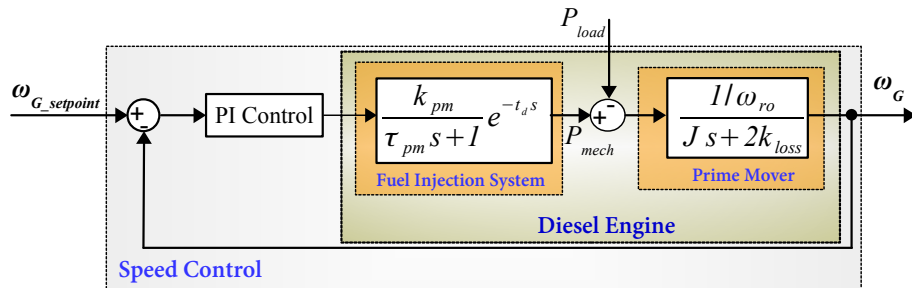 P_load
ω_G_setpoint
+
-
PI Control
k_pm
τ_pm s+1
e^{-t_d s}
P_mech
-
+
1/ω_ro
J s+2k_loss
ω_G
Fuel Injection System
Prime Mover
Diesel Engine
Speed Control